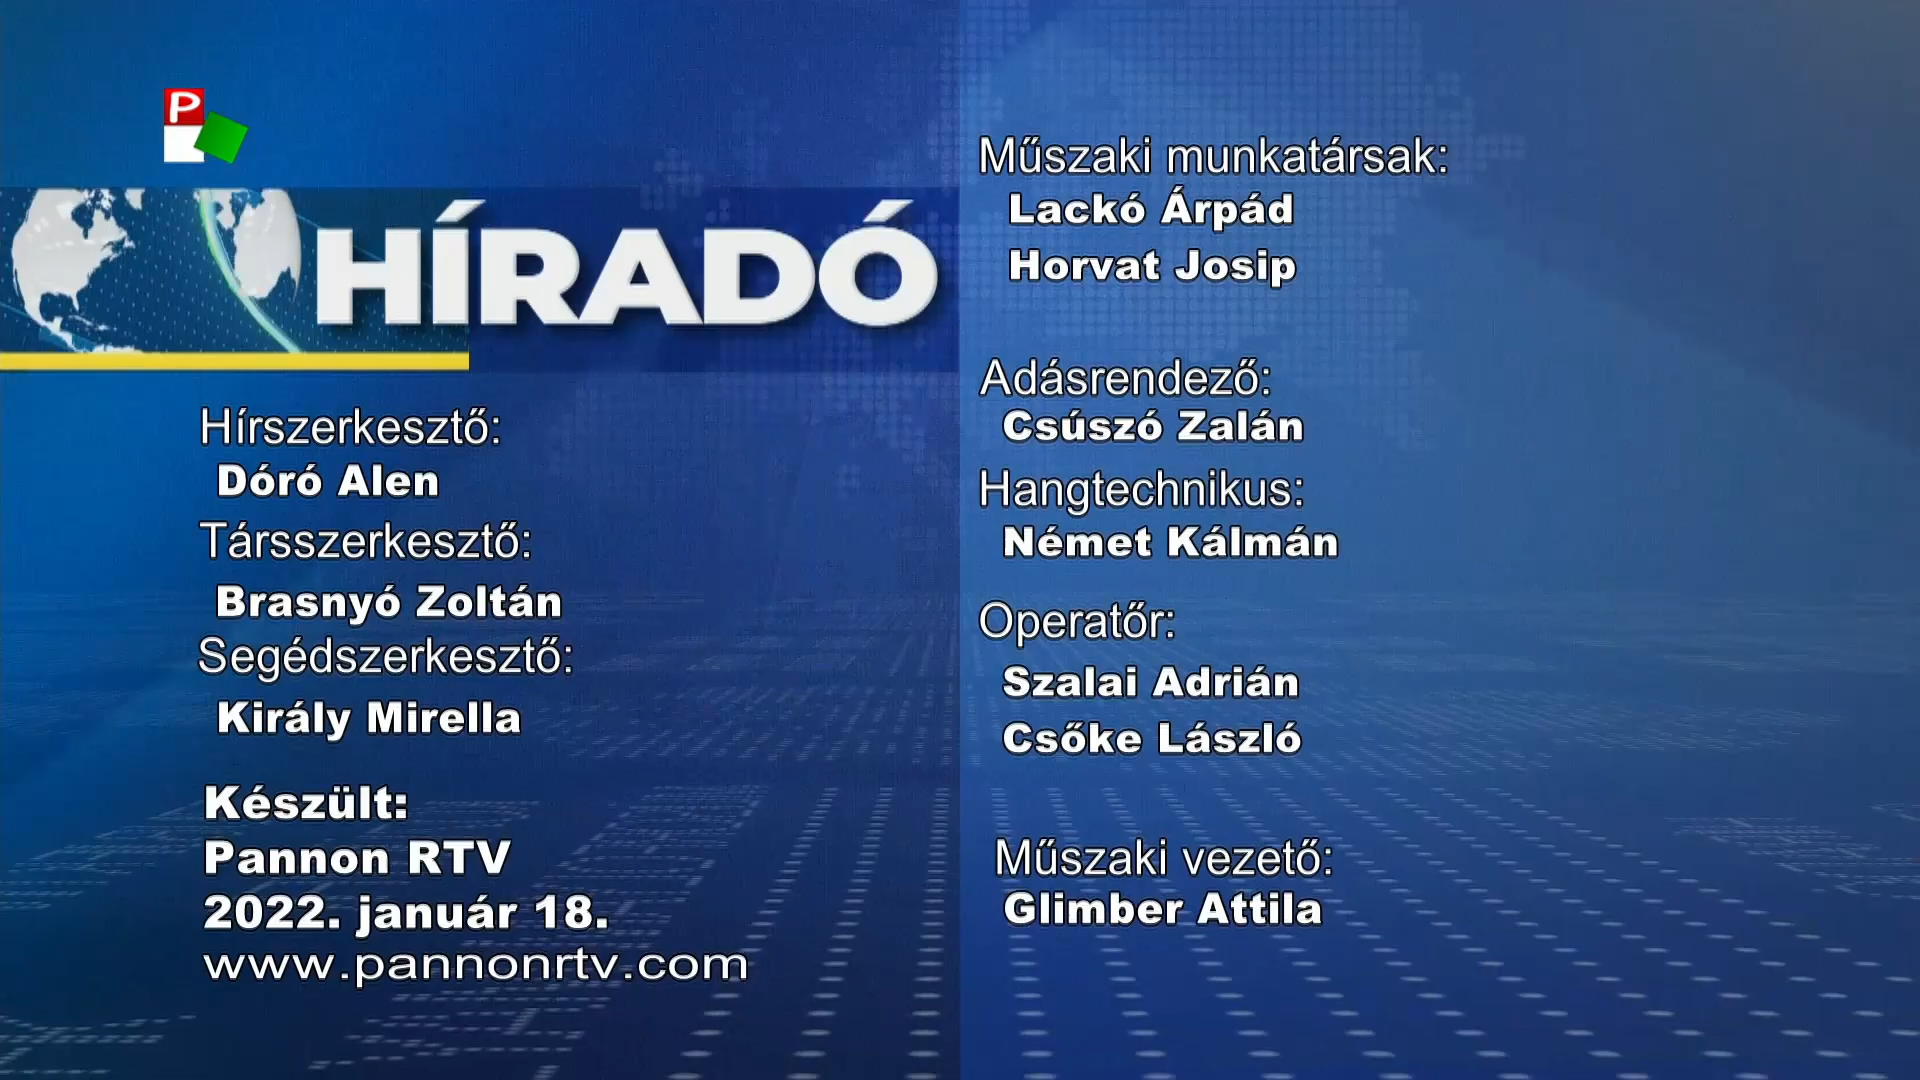 P
HÍRADÓ
Hírszerkesztő:
Dóró Alen
Társszerkesztő:
Brasnyó Zoltán
Segédszerkesztő:
Király Mirella
Készült:
Pannon RTV
2022. január 18.
www.pannonrtv.com
Műszaki munkatársak:
Lackó Árpád
Horvat Josip
Adásrendező:
Csúszó Zalán
Hangtechnikus:
Német Kálmán
Operatőr:
Szalai Adrián
Csőke László
Műszaki vezető:
Glimber Attila